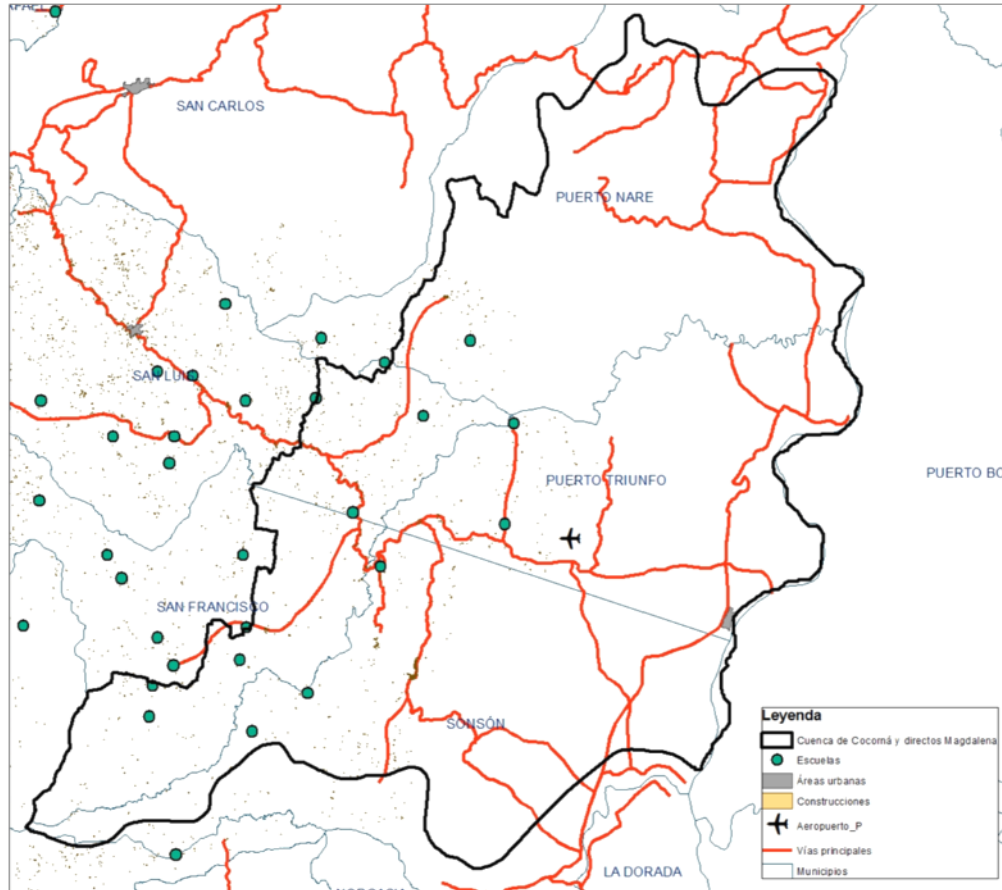 SAN CARLOS
PUERTO NARE
SAN LUIS
PUERTO TRIUNFO
PUERTO BO
SAN FRANCISCO
SONSÓN
LA DORADA
Leyenda
Cuenca de Cocorná y directos Magdalena
Escuelas
Áreas urbanas
Construcciones
Aeropuerto_P
Vías principales
Municipios